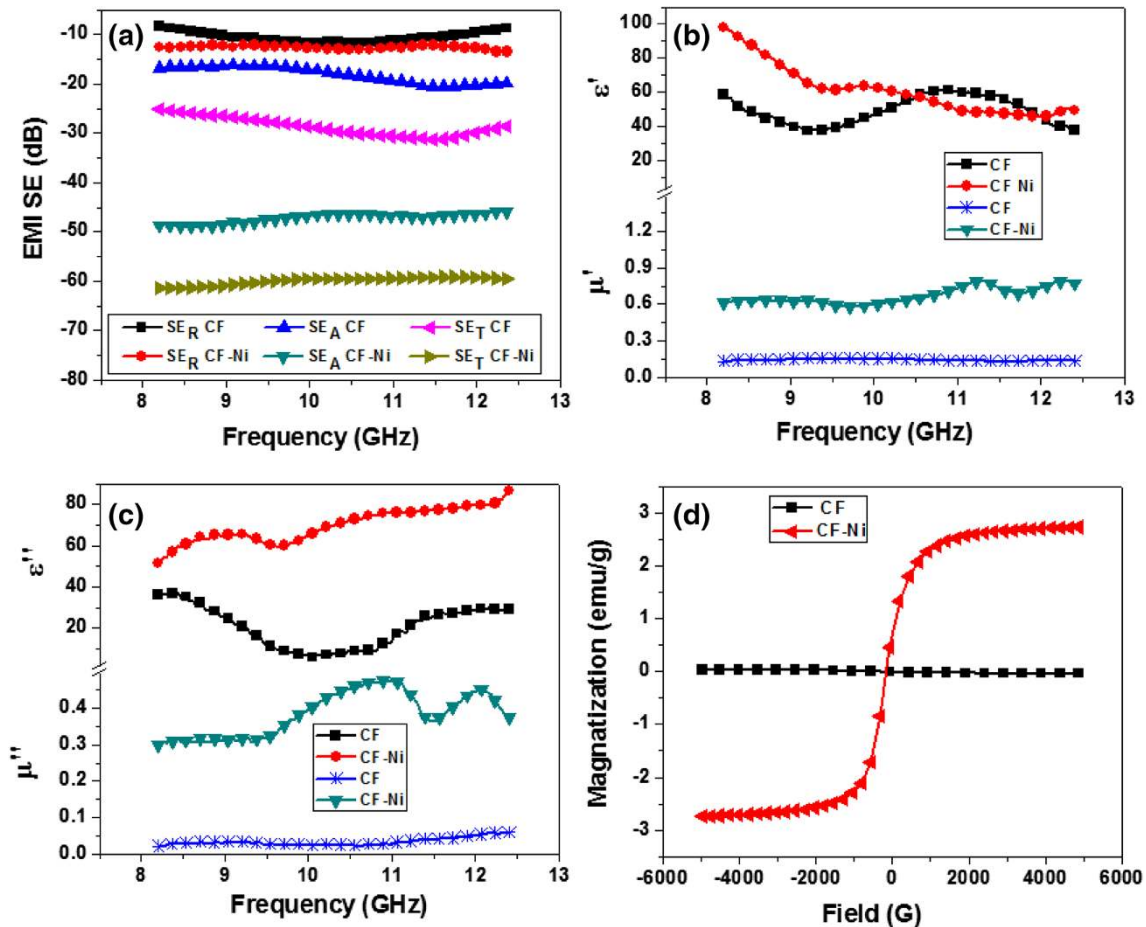 (a)
EMI SE (dB)
-10
-20
-30
-40
-50
-60
-70
-80
SE_R CF
SE_A CF
SE_T CF
SE_R CF-Ni
SE_A CF-Ni
SE_T CF-Ni
8 9 10 11 12 13
Frequency (GHz)
(b)
ε'
μ'
100
80
60
40
20
1.2
0.9
0.6
0.3
0.0
CF
CF Ni
CF
CF-Ni
8 9 10 11 12 13
Frequency (GHz)
(c)
ε''
μ''
80
60
40
20
0.4
0.3
0.2
0.1
0.0
CF
CF-Ni
CF
CF-Ni
8 9 10 11 12 13
Frequency (GHz)
(d)
Magnatization (emu/g)
3
2
1
0
-1
-2
-3
CF
CF-Ni
-6000 -4000 -2000 0 2000 4000 6000
Field (G)